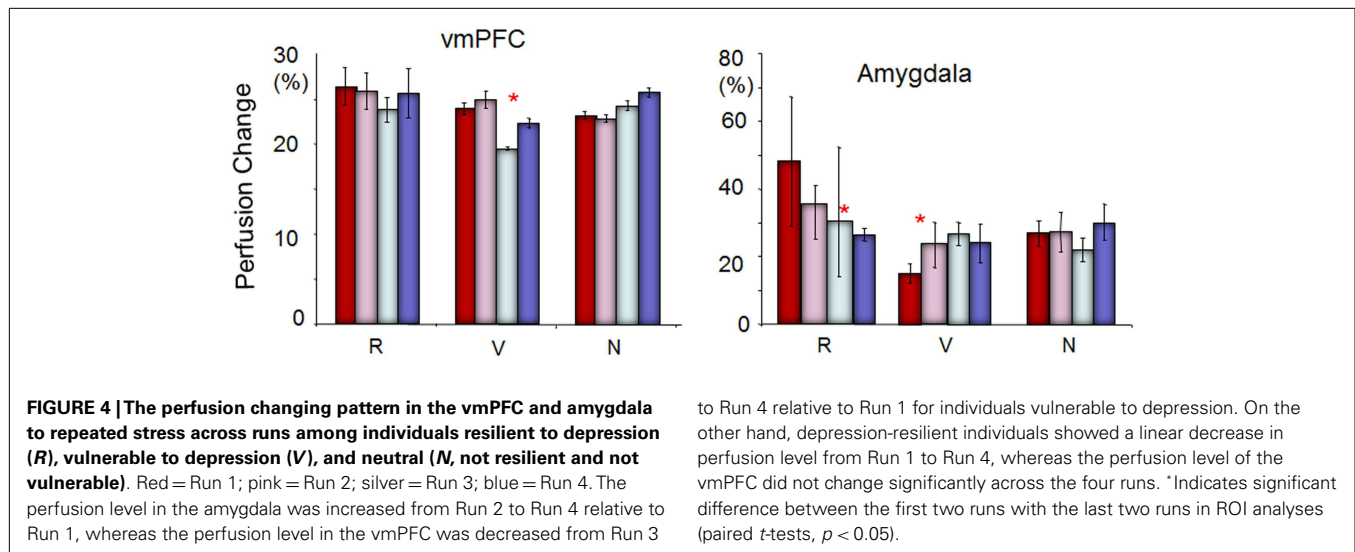 vmPFC
30
(%)
20
10
0
Perfusion Change
*
R
V
N
Amygdala
80
(%)
60
40
20
0
*
*
R
V
N
FIGURE 4 | The perfusion changing pattern in the vmPFC and amygdala
to repeated stress across runs among individuals resilient to depression
(R), vulnerable to depression (V), and neutral (N, not resilient and not
vulnerable). Red = Run 1; pink = Run 2; silver = Run 3; blue = Run 4. The
perfusion level in the amygdala was increased from Run 2 to Run 4 relative to
Run 1, whereas the perfusion level in the vmPFC was decreased from Run 3
to Run 4 relative to Run 1 for individuals vulnerable to depression. On the
other hand, depression-resilient individuals showed a linear decrease in
perfusion level from Run 1 to Run 4, whereas the perfusion level of the
vmPFC did not change significantly across the four runs. *Indicates significant
difference between the first two runs with the last two runs in ROI analyses
(paired t-tests, p < 0.05).